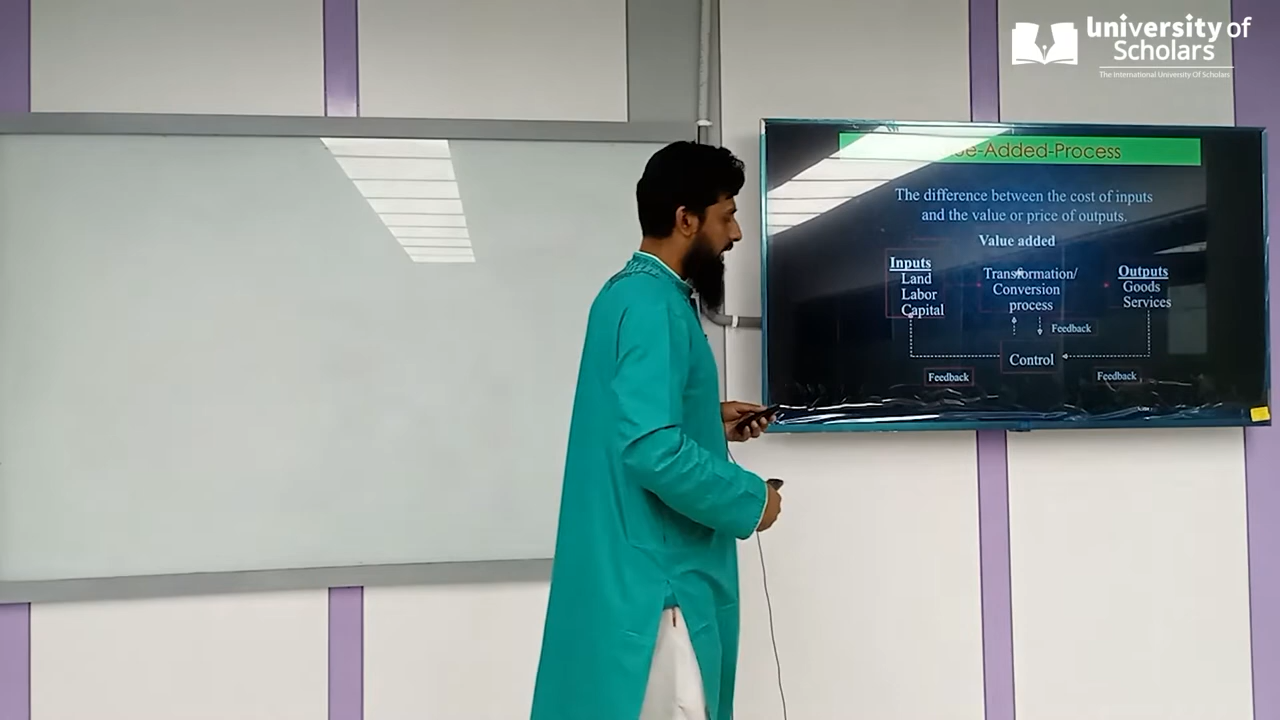 University of
Scholars
The International University Of Scholars
-Added-Process
The difference between the cost of inputs
and the value or price of outputs.
Value added
Inputs
Land
Labor
Capital
Transformation/
Conversion
process
Outputs
Goods
Services
Feedback
Control
Feedback
Feedback